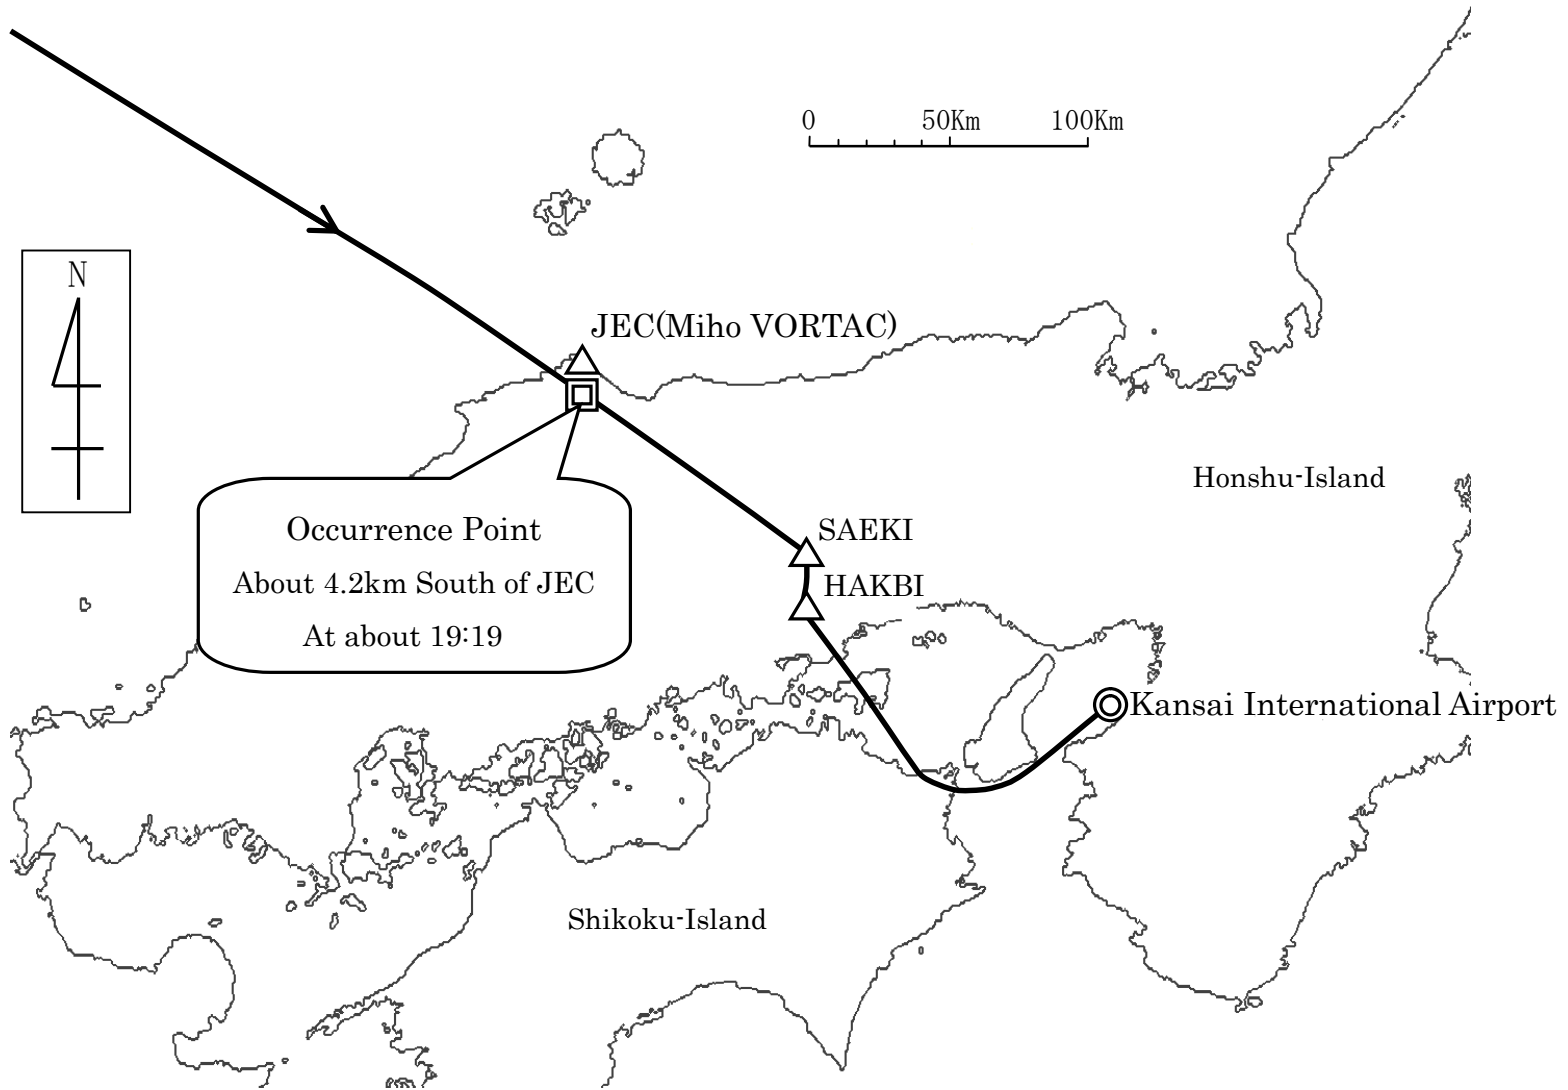 0 50Km 100Km
N
JEC(Miho VORTAC)
Honshu-Island
Occurrence Point
About 4.2km South of JEC
At about 19:19
SAEKI
HAKBI
Kansai International Airport
Shikoku-Island